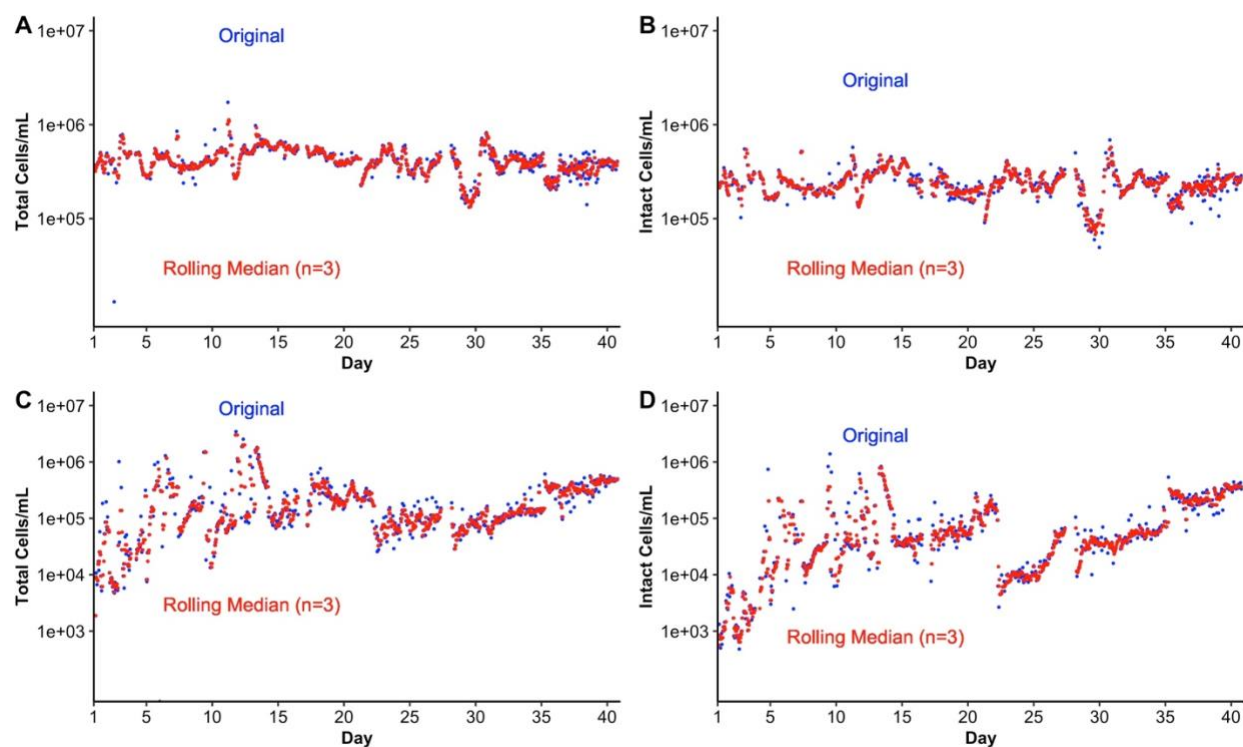 A
Total Cells/mL
1e+07
1e+06
1e+05
Original
Rolling Median (n=3)
1 5 10 15 20 25 30 35 40
Day
B
Intact Cells/mL
1e+07
1e+06
1e+05
Original
Rolling Median (n=3)
1 5 10 15 20 25 30 35 40
Day
C
Total Cells/mL
1e+07
1e+06
1e+05
1e+04
1e+03
Original
Rolling Median (n=3)
1 5 10 15 20 25 30 35 40
Day
D
Intact Cells/mL
1e+07
1e+06
1e+05
1e+04
1e+03
Original
Rolling Median (n=3)
1 5 10 15 20 25 30 35 40
Day